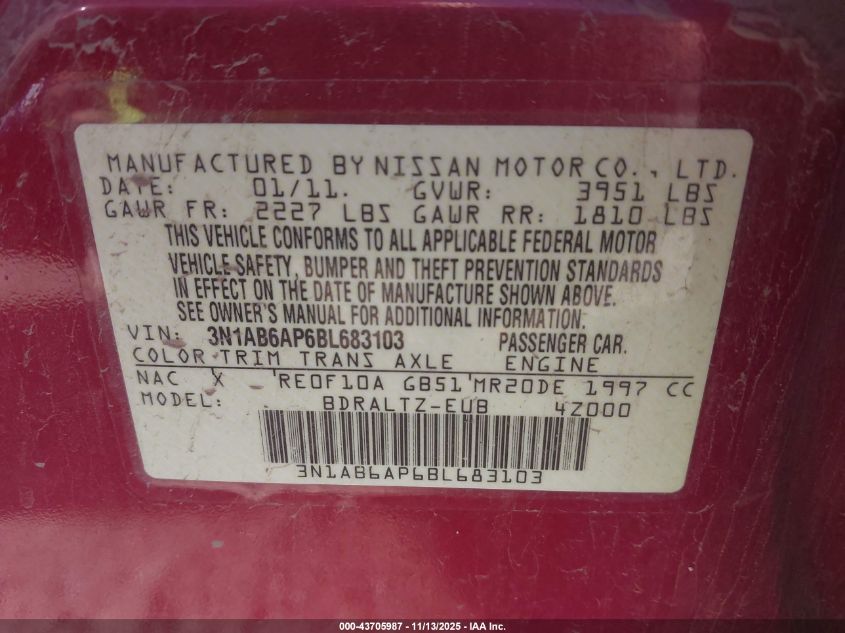 MANUFACTURED BY NISSAN MOTOR CO., LTD.
DATE: 01/11. GVWR: 3951 LBS
GAWR FR: 2227 LBS GAWR RR: 1810 LBS
THIS VEHICLE CONFORMS TO ALL APPLICABLE FEDERAL MOTOR
VEHICLE SAFETY, BUMPER AND THEFT PREVENTION STANDARDS
IN EFFECT ON THE DATE OF MANUFACTURE SHOWN ABOVE.
SEE OWNER'S MANUAL FOR ADDITIONAL INFORMATION.
VIN: 3N1AB6AP6BL683103 PASSENGER CAR.
COLOR TRIM TRANS AXLE ENGINE
NAC X RE0F10A GB51 MR20DE 1997 CC
MODEL: BDRALTZ-EUB 4Z000
3N1AB6AP6BL683103
000-43705987 - 11/13/2025 - IAA Inc.